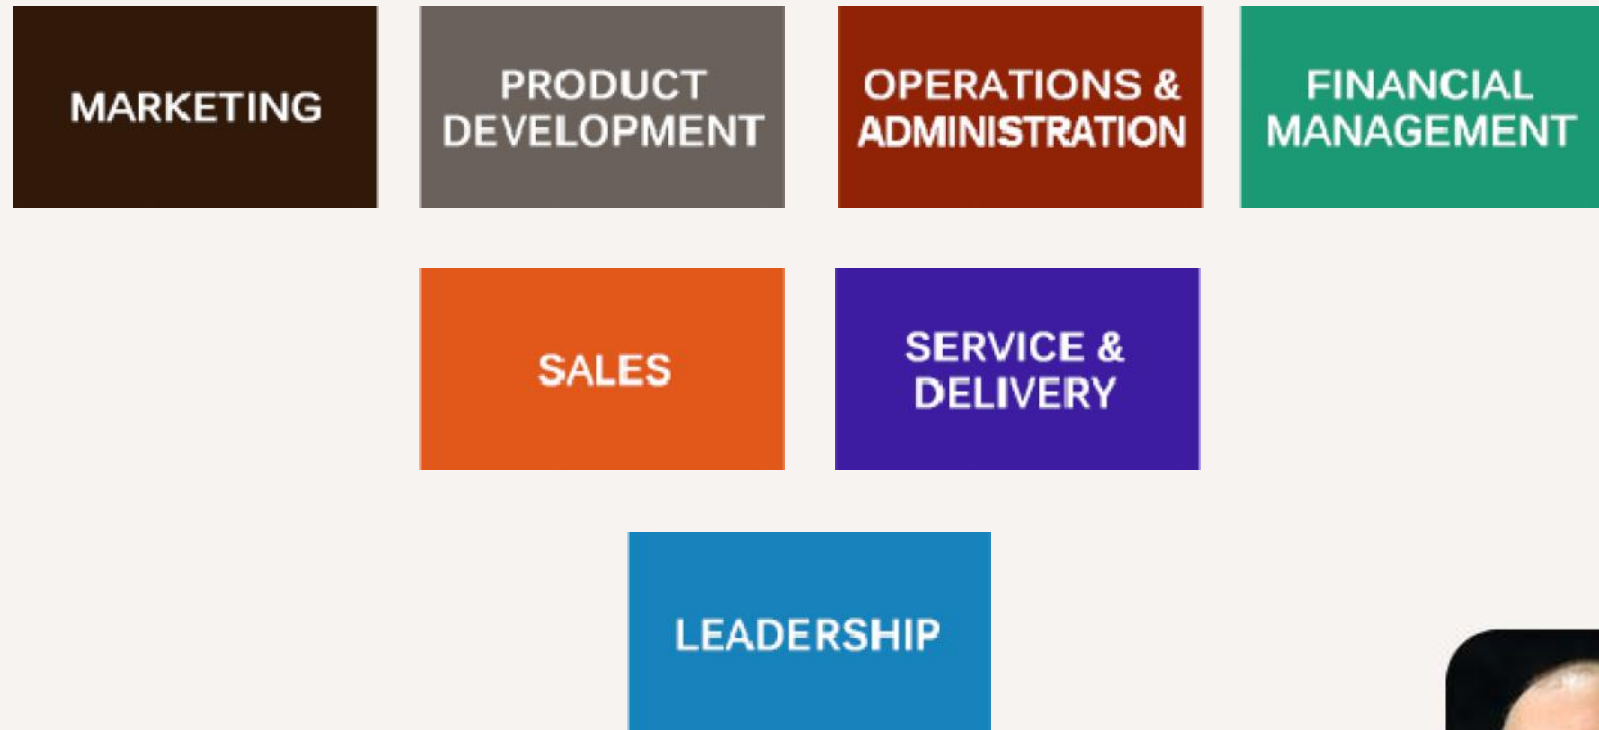 MARKETING
PRODUCT
DEVELOPMENT
OPERATIONS &
ADMINISTRATION
FINANCIAL
MANAGEMENT
SALES
SERVICE &
DELIVERY
LEADERSHIP